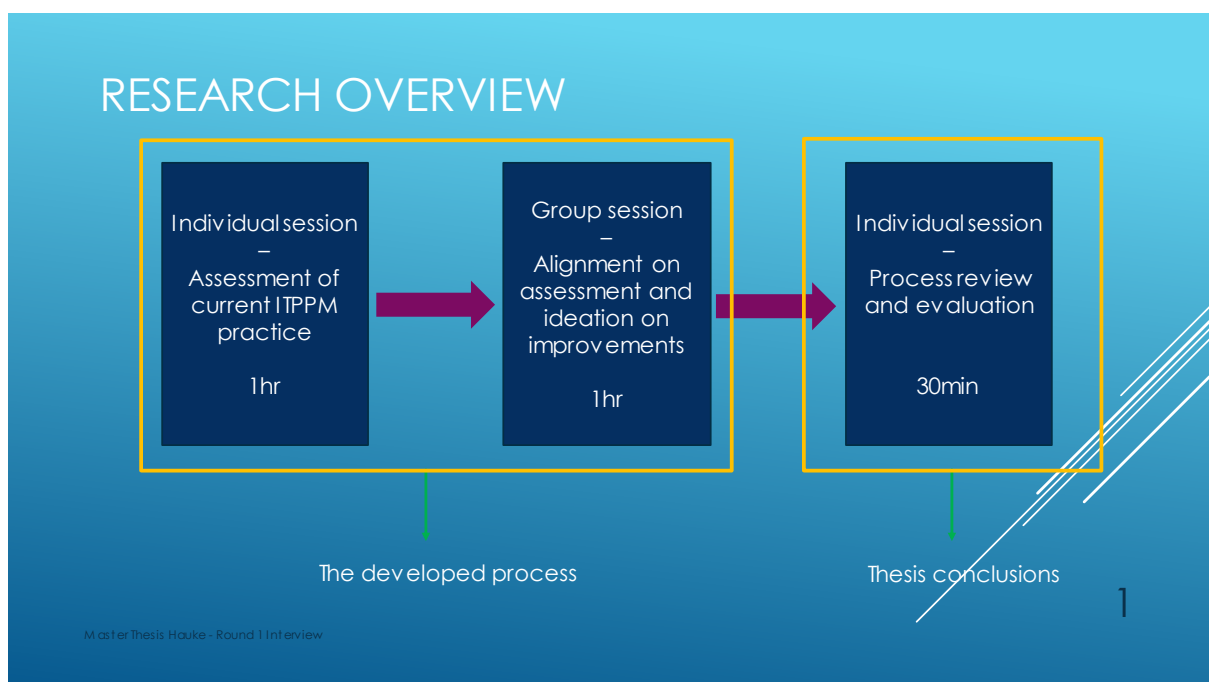 RESEARCH OVERVIEW
Individual session
–
Assessment of
current ITPPM
practice
1hr
Group session
–
Alignment on
assessment and
ideation on
improvements
1hr
Individual session
–
Process review
and evaluation
30min
The developed process
Thesis conclusions
Master Thesis Hauke - Round 1 Interview
1